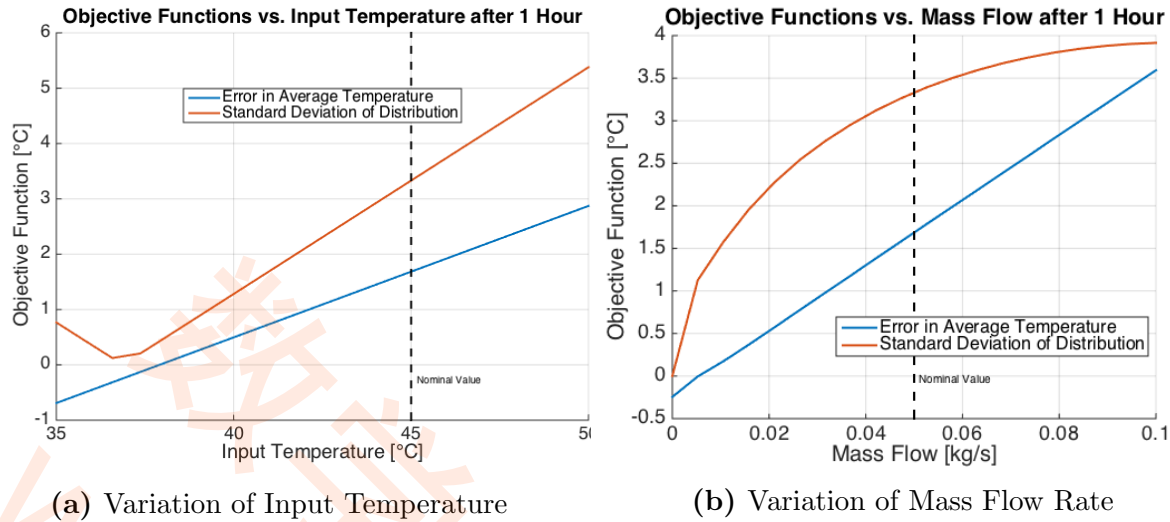 Objective Functions vs. Input Temperature after 1 Hour
6
5
4
3
2
1
0
-1
Objective Function [°C]
Error in Average Temperature
Standard Deviation of Distribution
Nominal Value
35
40
45
50
Input Temperature [°C]
(a) Variation of Input Temperature
Objective Functions vs. Mass Flow after 1 Hour
4
3.5
3
2.5
2
1.5
1
0.5
0
-0.5
Objective Function [°C]
Error in Average Temperature
Standard Deviation of Distribution
Nominal Value
0
0.02
0.04
0.06
0.08
0.1
Mass Flow [kg/s]
(b) Variation of Mass Flow Rate
数学